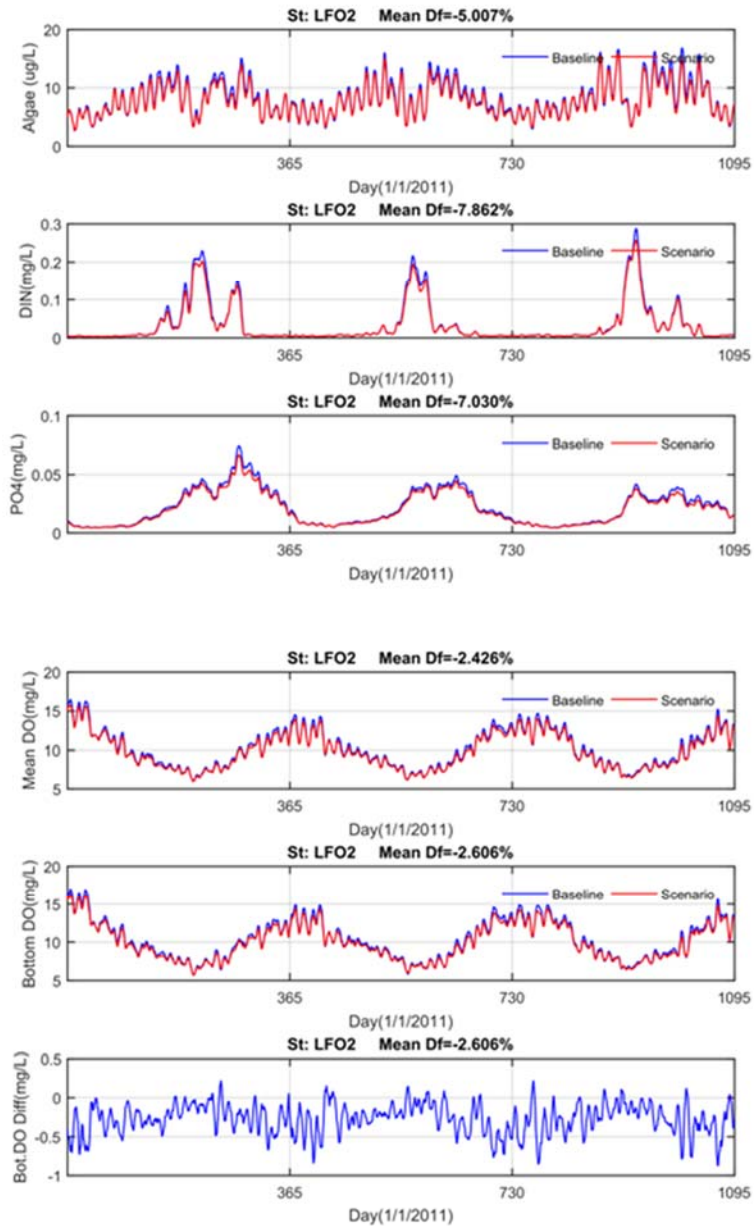 St: LFO2 Mean Df=-5.007%
20
10
0
Algae (ug/L)
Baseline Scenario
365 730 1095
Day(1/1/2011)
St: LFO2 Mean Df=-7.862%
0.3
0.2
0.1
0
DIN(mg/L)
Baseline Scenario
365 730 1095
Day(1/1/2011)
St: LFO2 Mean Df=-7.030%
0.1
0.05
0
PO4(mg/L)
Baseline Scenario
365 730 1095
Day(1/1/2011)
St: LFO2 Mean Df=-2.426%
20
15
10
5
Mean DO(mg/L)
Baseline Scenario
365 730 1095
Day(1/1/2011)
St: LFO2 Mean Df=-2.606%
20
15
10
5
Bottom DO(mg/L)
Baseline Scenario
365 730 1095
Day(1/1/2011)
St: LFO2 Mean Df=-2.606%
0.5
0
-0.5
-1
Bot.DO Diff(mg/L)
365 730 1095
Day(1/1/2011)